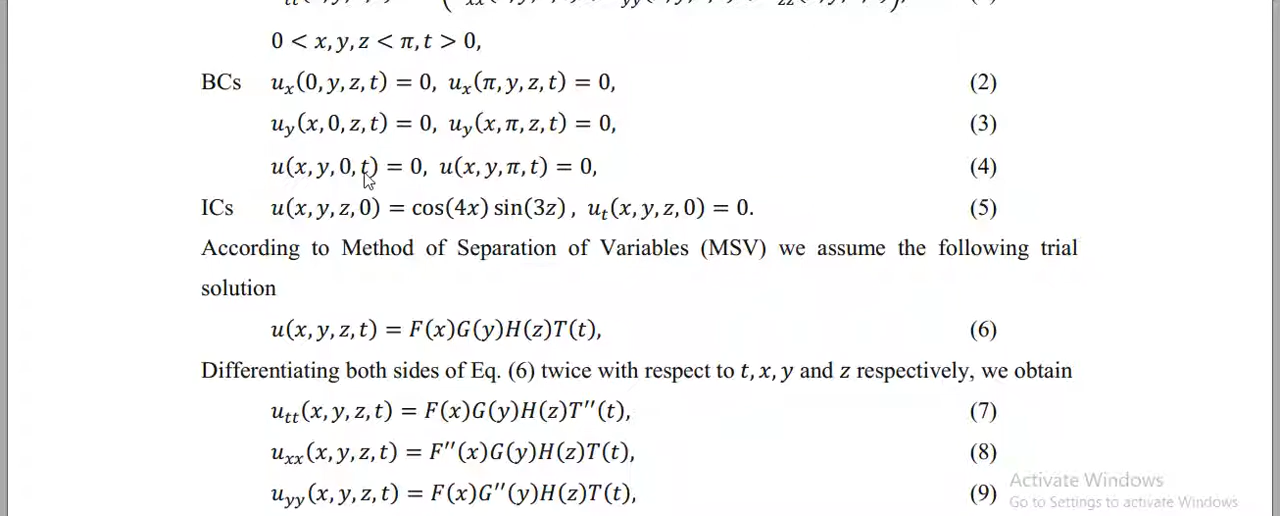 0 < x, y, z < π, t > 0,
BCs u_x(0, y, z, t) = 0, u_x(π, y, z, t) = 0, (2)
u_y(x, 0, z, t) = 0, u_y(x, π, z, t) = 0, (3)
u(x, y, 0, t) = 0, u(x, y, π, t) = 0, (4)
ICs u(x, y, z, 0) = cos(4x) sin(3z), u_t(x, y, z, 0) = 0. (5)
According to Method of Separation of Variables (MSV) we assume the following trial
solution
u(x, y, z, t) = F(x)G(y)H(z)T(t), (6)
Differentiating both sides of Eq. (6) twice with respect to t, x, y and z respectively, we obtain
u_tt(x, y, z, t) = F(x)G(y)H(z)T''(t), (7)
u_xx(x, y, z, t) = F''(x)G(y)H(z)T(t), (8)
u_yy(x, y, z, t) = F(x)G''(y)H(z)T(t), (9)
Activate Windows
Go to Settings to activate Windows